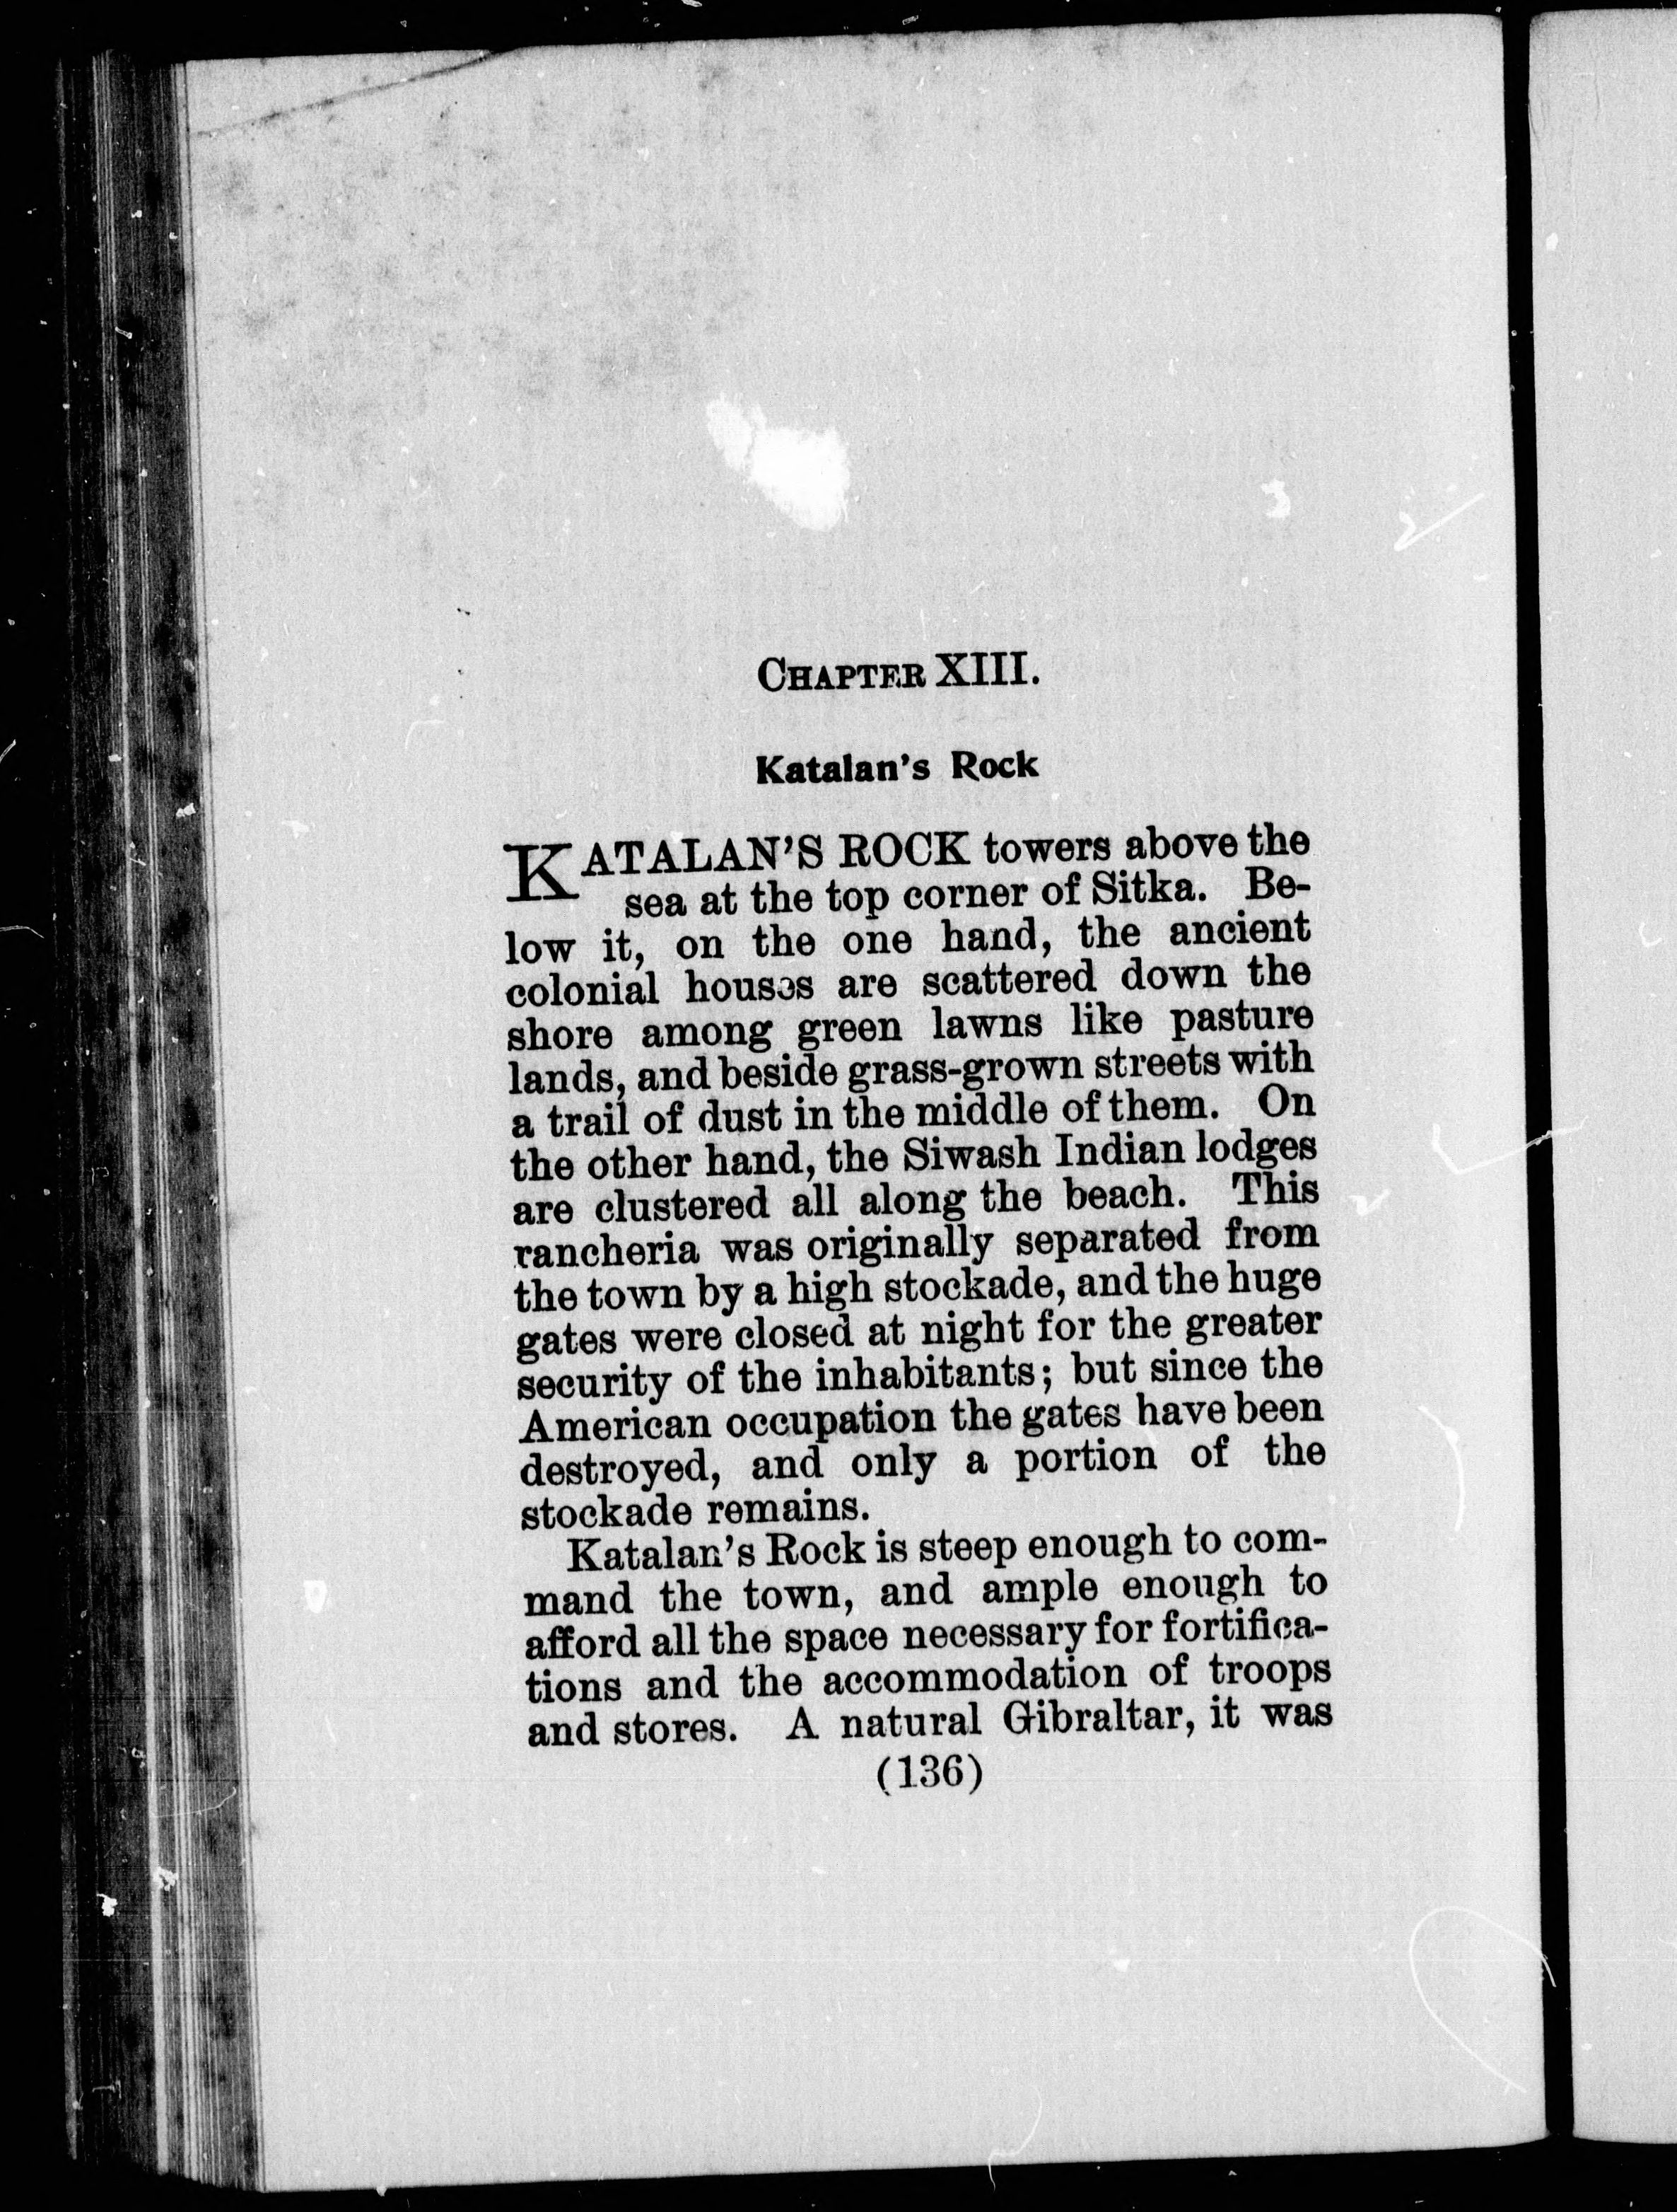 CHAPTER XIII.
Katalan's Rock
KATALAN'S ROCK towers above the
sea at the top corner of Sitka. Be-
low it, on the one hand, the ancient
colonial houses are scattered down the
shore among green lawns like pasture
lands, and beside grass-grown streets with
a trail of dust in the middle of them. On
the other hand, the Siwash Indian lodges
are clustered all along the beach. This
rancheria was originally separated from
the town by a high stockade, and the huge
gates were closed at night for the greater
security of the inhabitants; but since the
American occupation the gates have been
destroyed, and only a portion of the
stockade remains.
Katalan's Rock is steep enough to com-
mand the town, and ample enough to
afford all the space necessary for fortifica-
tions and the accommodation of troops
and stores. A natural Gibraltar, it was
(136)